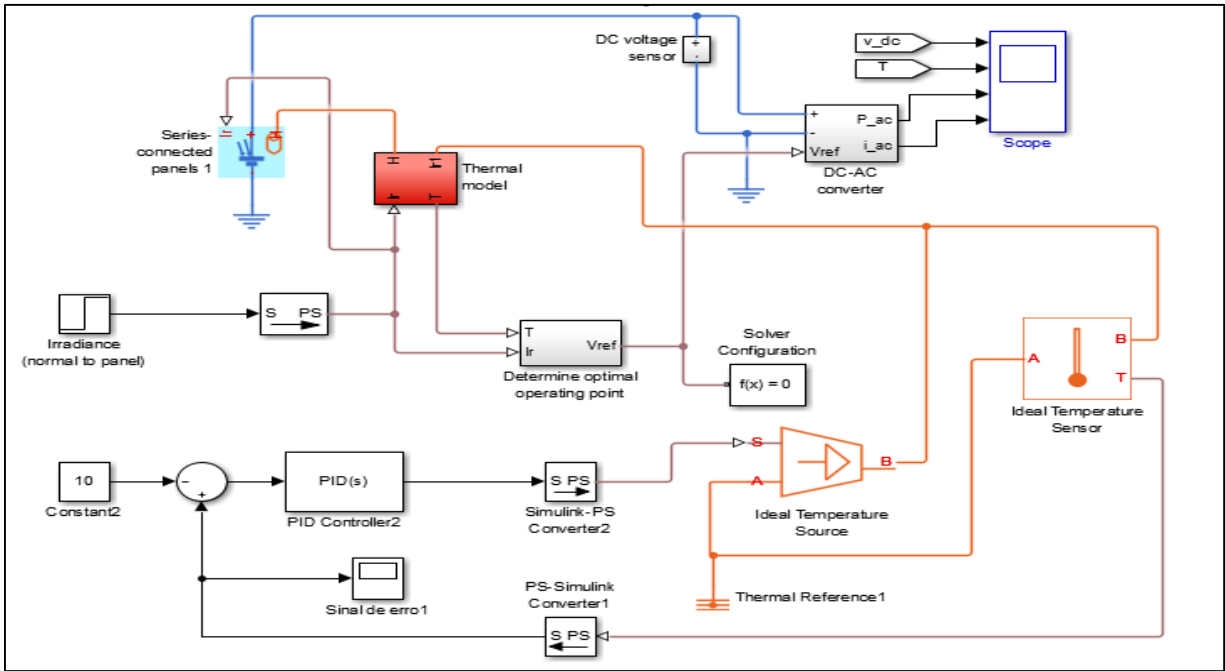 DC voltage
sensor
+
-
v_dc
T
Scope
+
-
Vref
P_ac
i_ac
DC-AC
converter
Ir
+
H
-
Series-
connected
panels 1
H
Ir
T
Thermal
model
Irradiance
(normal to panel)
S PS
T
Ir
Vref
Determine optimal
operating point
Solver
Configuration
f(x) = 0
A
B
T
Ideal Temperature
Sensor
10
Constant2
-
+
PID(s)
PID Controller2
S PS
Simulink-PS
Converter2
S
A
B
Ideal Temperature
Source
Sinal de erro1
PS-Simulink
Converter1
S PS
Thermal Reference1